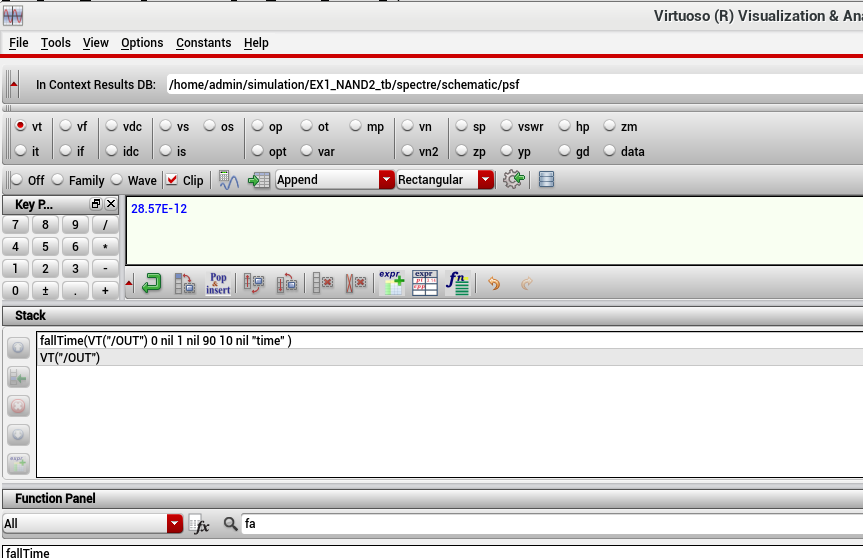 Virtuoso (R) Visualization & An
File Tools View Options Constants Help
In Context Results DB: /home/admin/simulation/EX1_NAND2_tb/spectre/schematic/psf
vt vf vdc vs os op ot mp vn sp vswr hp zm
it if idc is opt var vn2 zp yp gd data
Off Family Wave Clip Append Rectangular
Key P...
28.57E-12
7 8 9 /
4 5 6 *
1 2 3 -
0 ± . +
Pop insert
expr
expr
fn
Stack
fallTime(VT("/OUT") 0 nil 1 nil 90 10 nil "time" )
VT("/OUT")
expr
Function Panel
All fx fa
fallTime